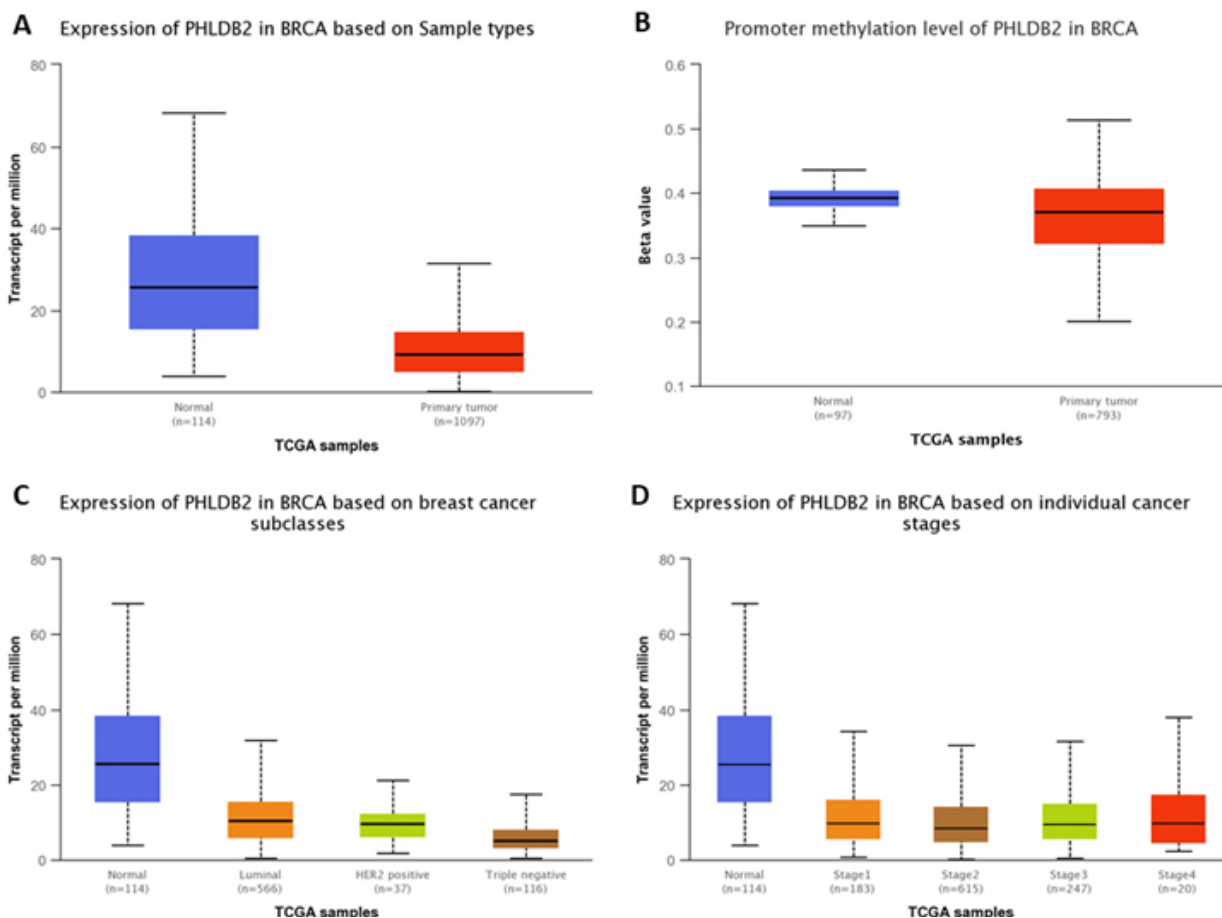 A
Expression of PHLDB2 in BRCA based on Sample types
Transcript per million
80
60
40
20
0
Normal
(n=114)
Primary tumor
(n=1097)
TCGA samples
B
Promoter methylation level of PHLDB2 in BRCA
Beta value
0.6
0.5
0.4
0.3
0.2
0.1
Normal
(n=97)
Primary tumor
(n=793)
TCGA samples
C
Expression of PHLDB2 in BRCA based on breast cancer
subclasses
Transcript per million
80
60
40
20
0
Normal
(n=114)
Luminal
(n=566)
HER2 positive
(n=37)
Triple negative
(n=116)
TCGA samples
D
Expression of PHLDB2 in BRCA based on individual cancer
stages
Transcript per million
80
60
40
20
0
Normal
(n=114)
Stage1
(n=183)
Stage2
(n=615)
Stage3
(n=247)
Stage4
(n=20)
TCGA samples